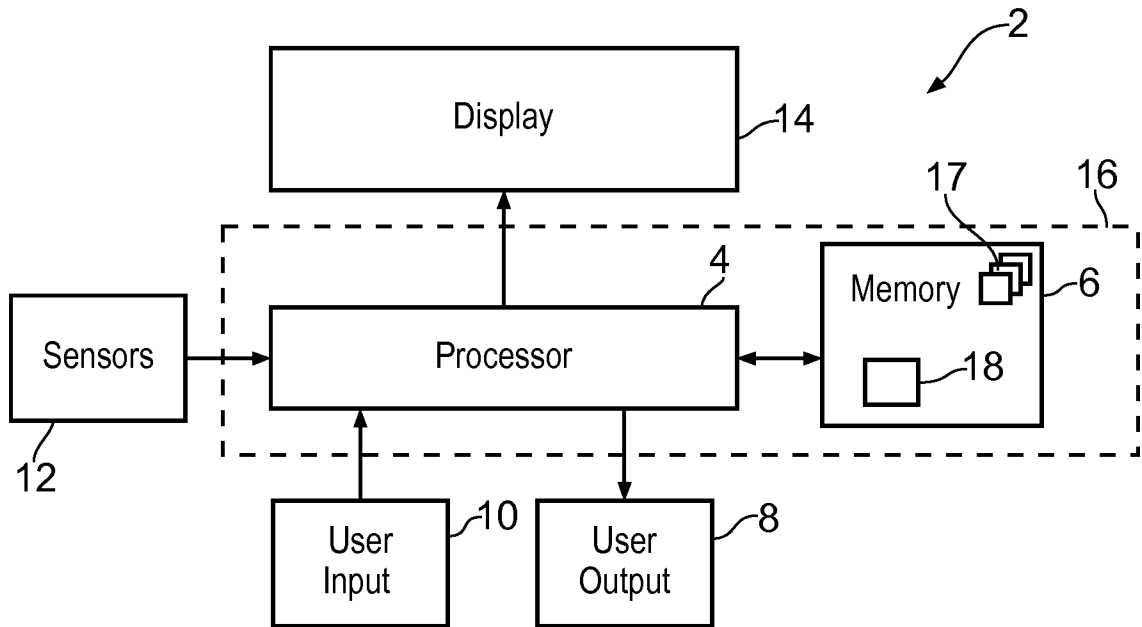 2
Display
14
17
16
4
Memory
6
Sensors
Processor
18
12
10
8
User
Input
User
Output